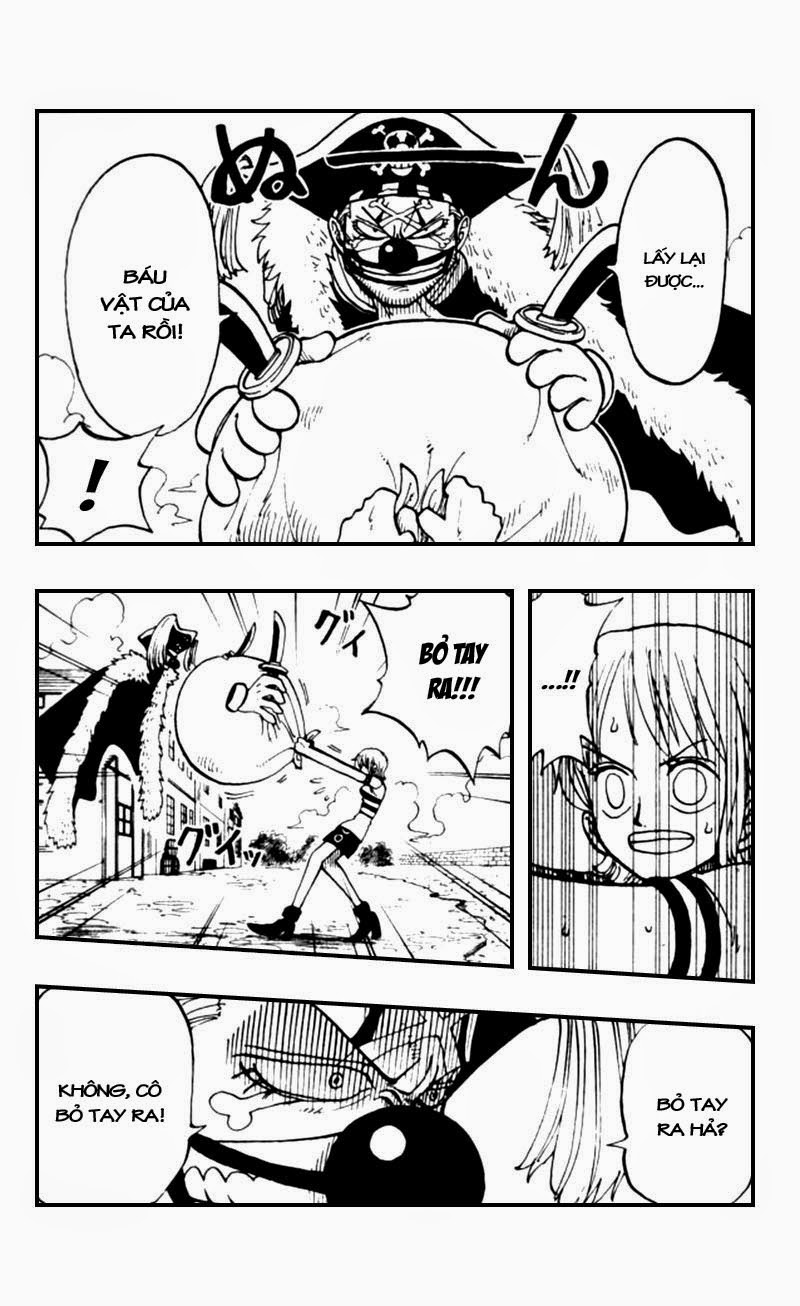 ぬん
LẤY LẠI
ĐƯỢC...
BÁU
VẬT CỦA
TA RỒI!
!
...!!
BỎ TAY
RA!!!
グイ
グイッ
BỎ TAY
RA HẢ?
KHÔNG, CÔ
BỎ TAY RA!